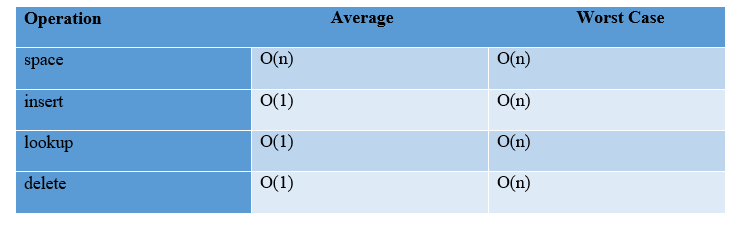 Operation Average Worst Case
space O(n) O(n)
insert O(1) O(n)
lookup O(1) O(n)
delete O(1) O(n)